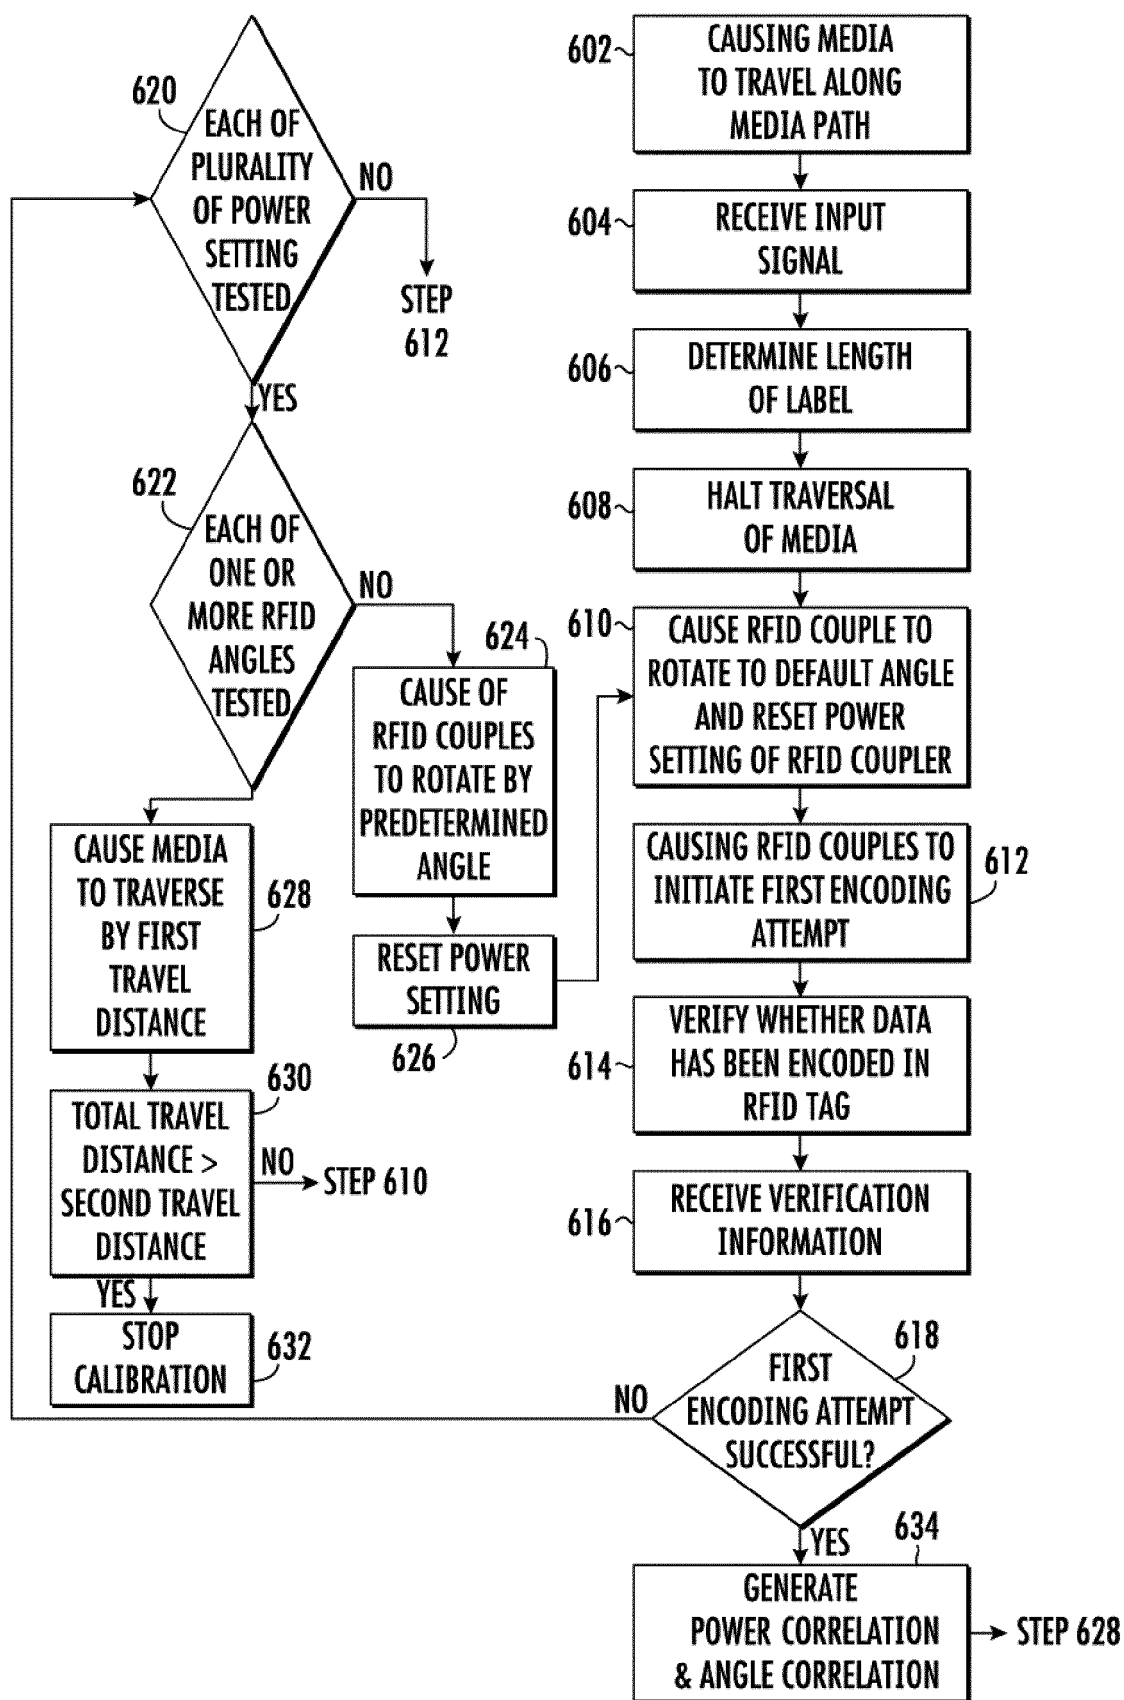 620
EACH OF
PLURALITY
OF POWER
SETTING
TESTED
NO
STEP
612
YES
622
EACH OF
ONE OR
MORE RFID
ANGLES
TESTED
NO
624
CAUSE OF
RFID COUPLES
TO ROTATE BY
PREDETERMINED
ANGLE
RESET POWER
SETTING
626
CAUSE MEDIA
TO TRAVERSE
BY FIRST
TRAVEL
DISTANCE
628
630
TOTAL TRAVEL
DISTANCE >
SECOND TRAVEL
DISTANCE
NO
STEP 610
YES
STOP
CALIBRATION
632
602
CAUSING MEDIA
TO TRAVEL ALONG
MEDIA PATH
604
RECEIVE INPUT
SIGNAL
606
DETERMINE LENGTH
OF LABEL
608
HALT TRAVERSAL
OF MEDIA
610
CAUSE RFID COUPLE TO
ROTATE TO DEFAULT ANGLE
AND RESET POWER
SETTING OF RFID COUPLER
CAUSING RFID COUPLES TO
INITIATE FIRST ENCODING
ATTEMPT
612
614
VERIFY WHETHER DATA
HAS BEEN ENCODED IN
RFID TAG
616
RECEIVE VERIFICATION
INFORMATION
618
FIRST
ENCODING ATTEMPT
SUCCESSFUL?
NO
YES
634
GENERATE
POWER CORRELATION
& ANGLE CORRELATION
STEP 628